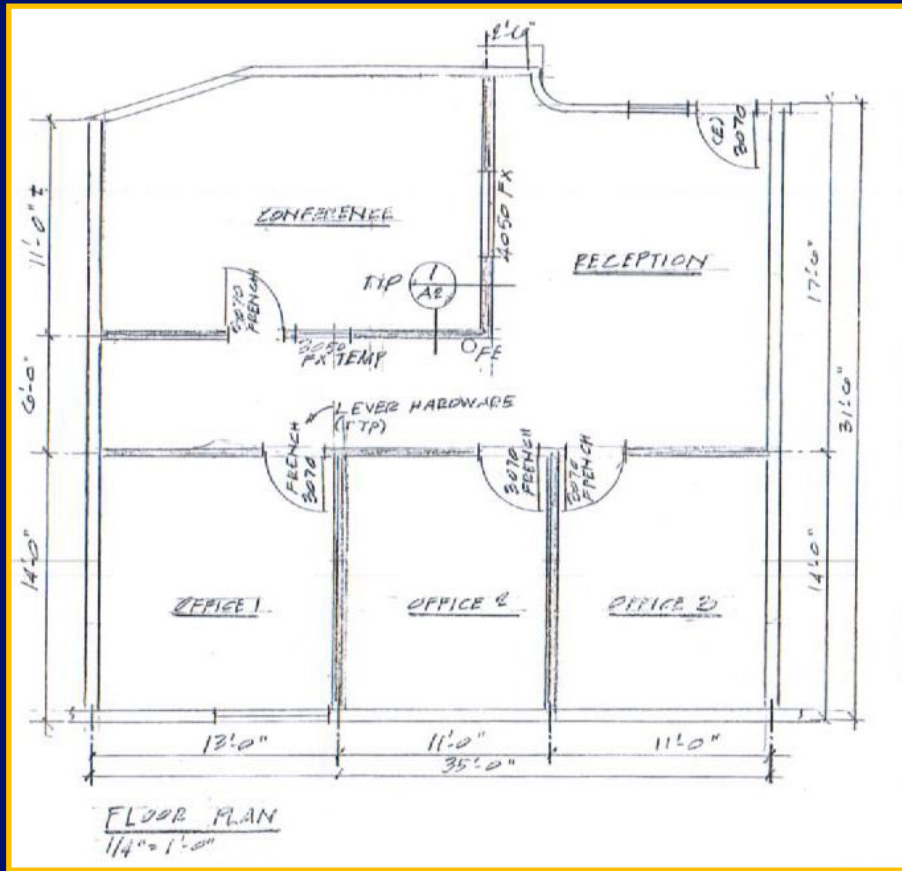 2'-6"
(E)
3070
CONFERENCE
4050 FX
RECEPTION
11'-0" ±
17'-6"
TYP
1
A2
3070
FRENCH
3050
FX TEMP
FE
6'-0"
31'-6"
LEVER HARDWARE
(TYP)
FRENCH
3070
3070
FRENCH
3070
FRENCH
14'-0"
14'-0"
OFFICE 1
OFFICE 2
OFFICE 3
13'-0"
11'-0"
11'-0"
35'-0"
FLOOR PLAN
1/4" = 1'-0"